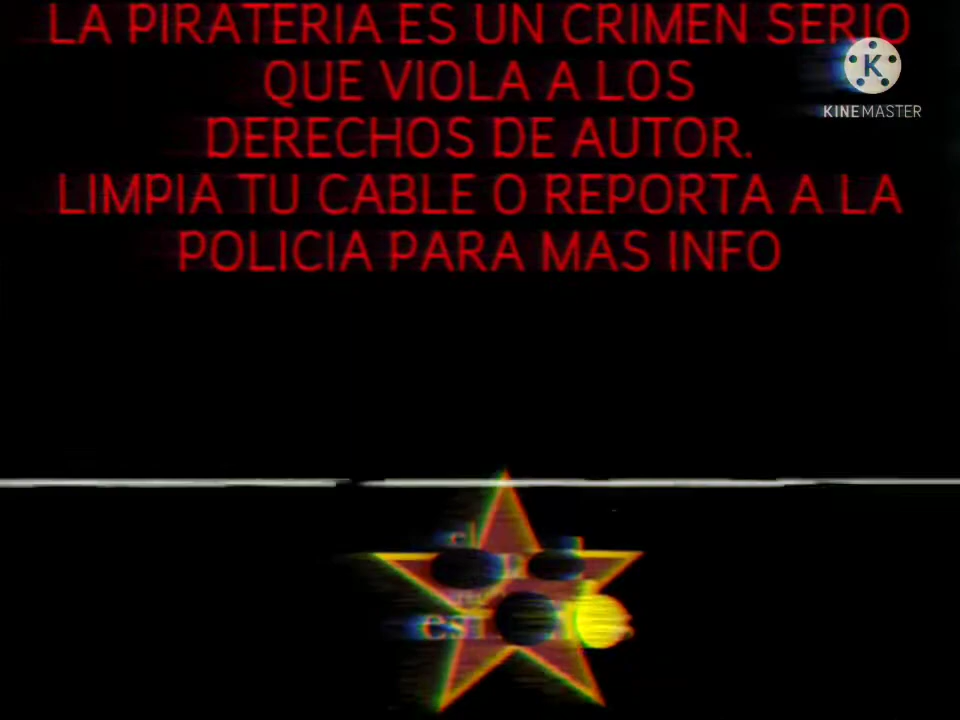 LA PIRATERIA ES UN CRIMEN SERIO
QUE VIOLA A LOS
DERECHOS DE AUTOR.
LIMPIA TU CABLE O REPORTA A LA
POLICIA PARA MAS INFO
K
KINEMASTER
el